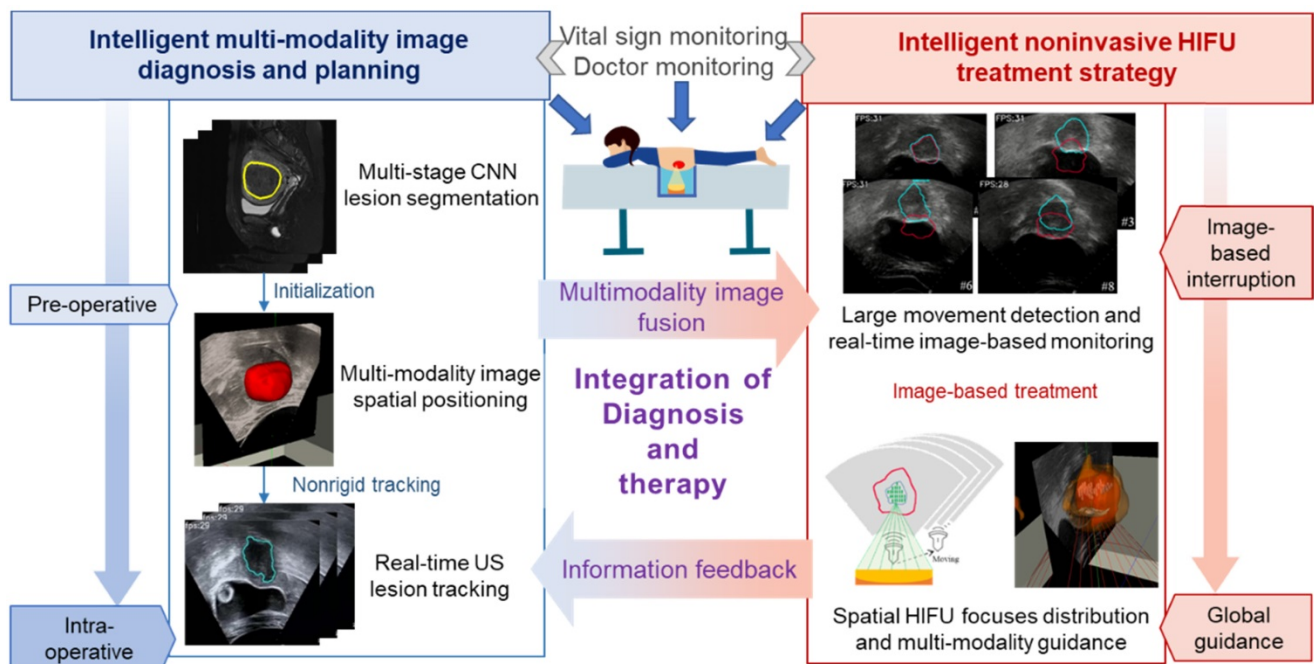 Intelligent multi-modality image
diagnosis and planning
Vital sign monitoring
Doctor monitoring
Intelligent noninvasive HIFU
treatment strategy
Multi-stage CNN
lesion segmentation
Initialization
Pre-operative
Multi-modality image
spatial positioning
Nonrigid tracking
fps:29
fps:29
Real-time US
lesion tracking
Intra-
operative
Multimodality image
fusion
Integration of
Diagnosis
and
therapy
Information feedback
FPS:31
FPS:31
FPS:31
FPS:28
#3
#6
#8
Large movement detection and
real-time image-based monitoring
Image-
based
interruption
Image-based treatment
Moving
Spatial HIFU focuses distribution
and multi-modality guidance
Global
guidance